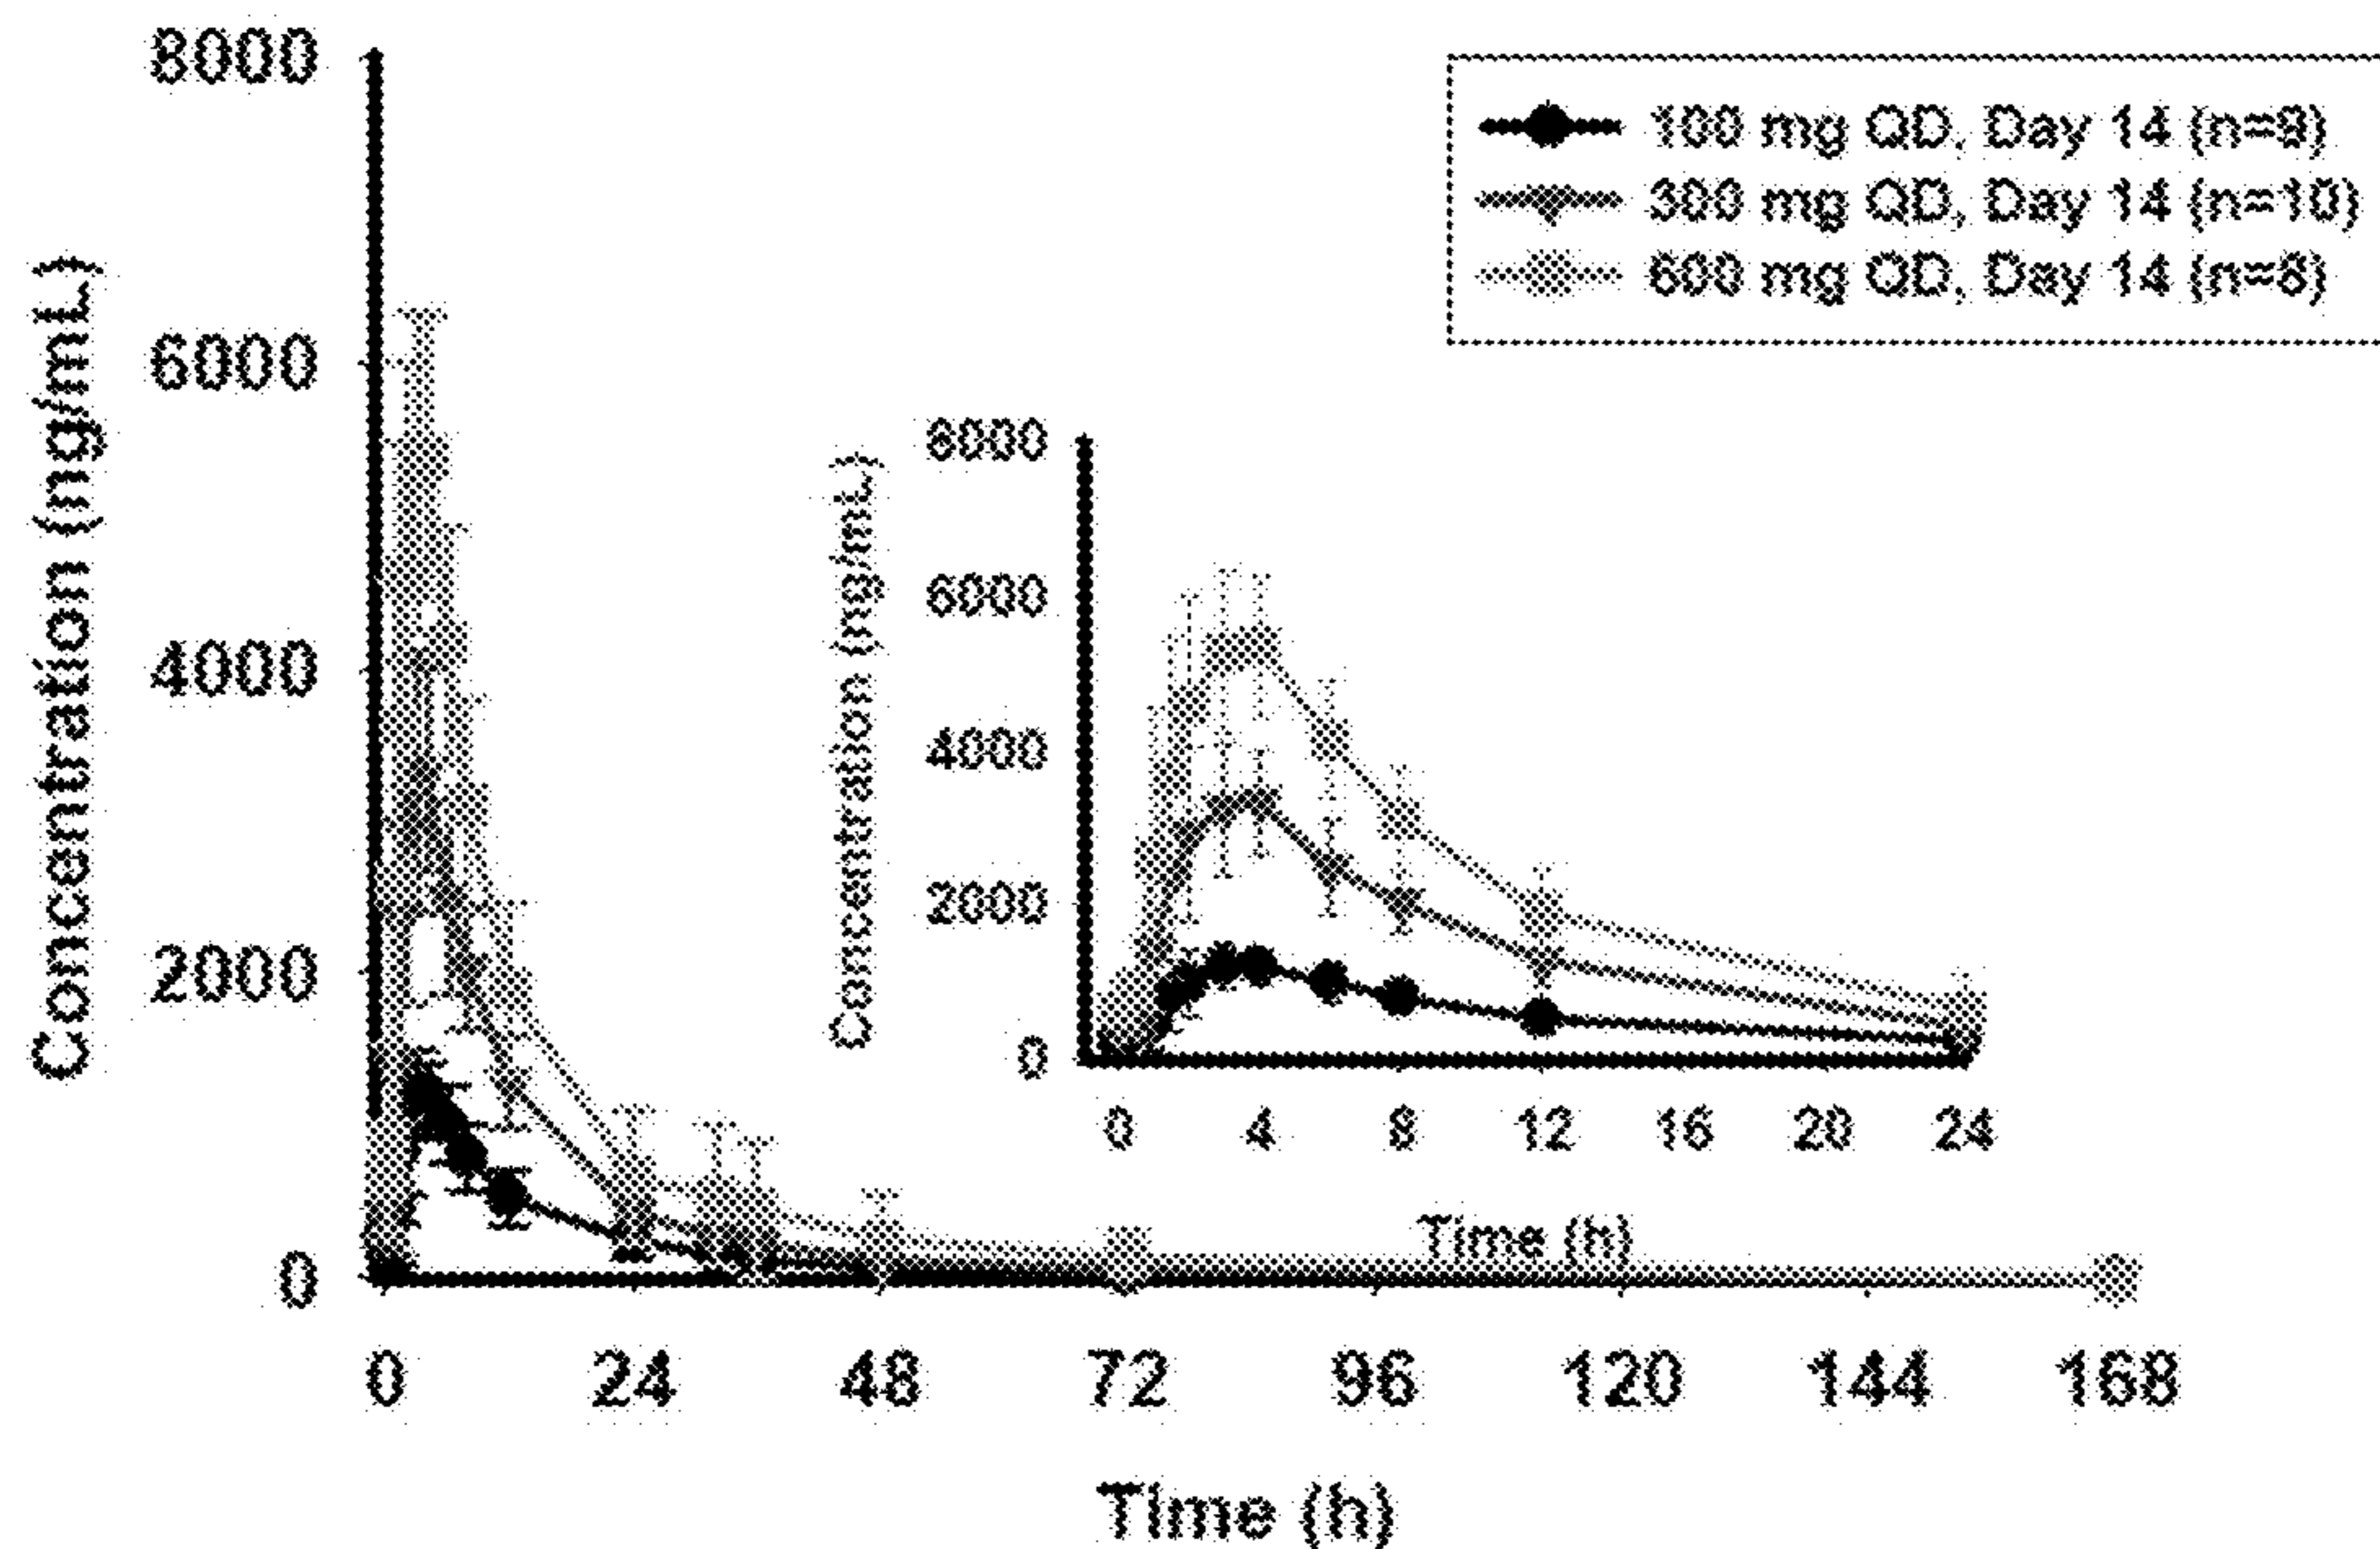 Concentration (ng/mL)
8000
6000
4000
2000
0
0 24 48 72 96 120 144 168
Time (h)
100 mg QD, Day 14 (n=9)
300 mg QD, Day 14 (n=10)
600 mg QD, Day 14 (n=8)
Concentration (ng/mL)
8000
6000
4000
2000
0
0 4 8 12 16 20 24
Time (h)